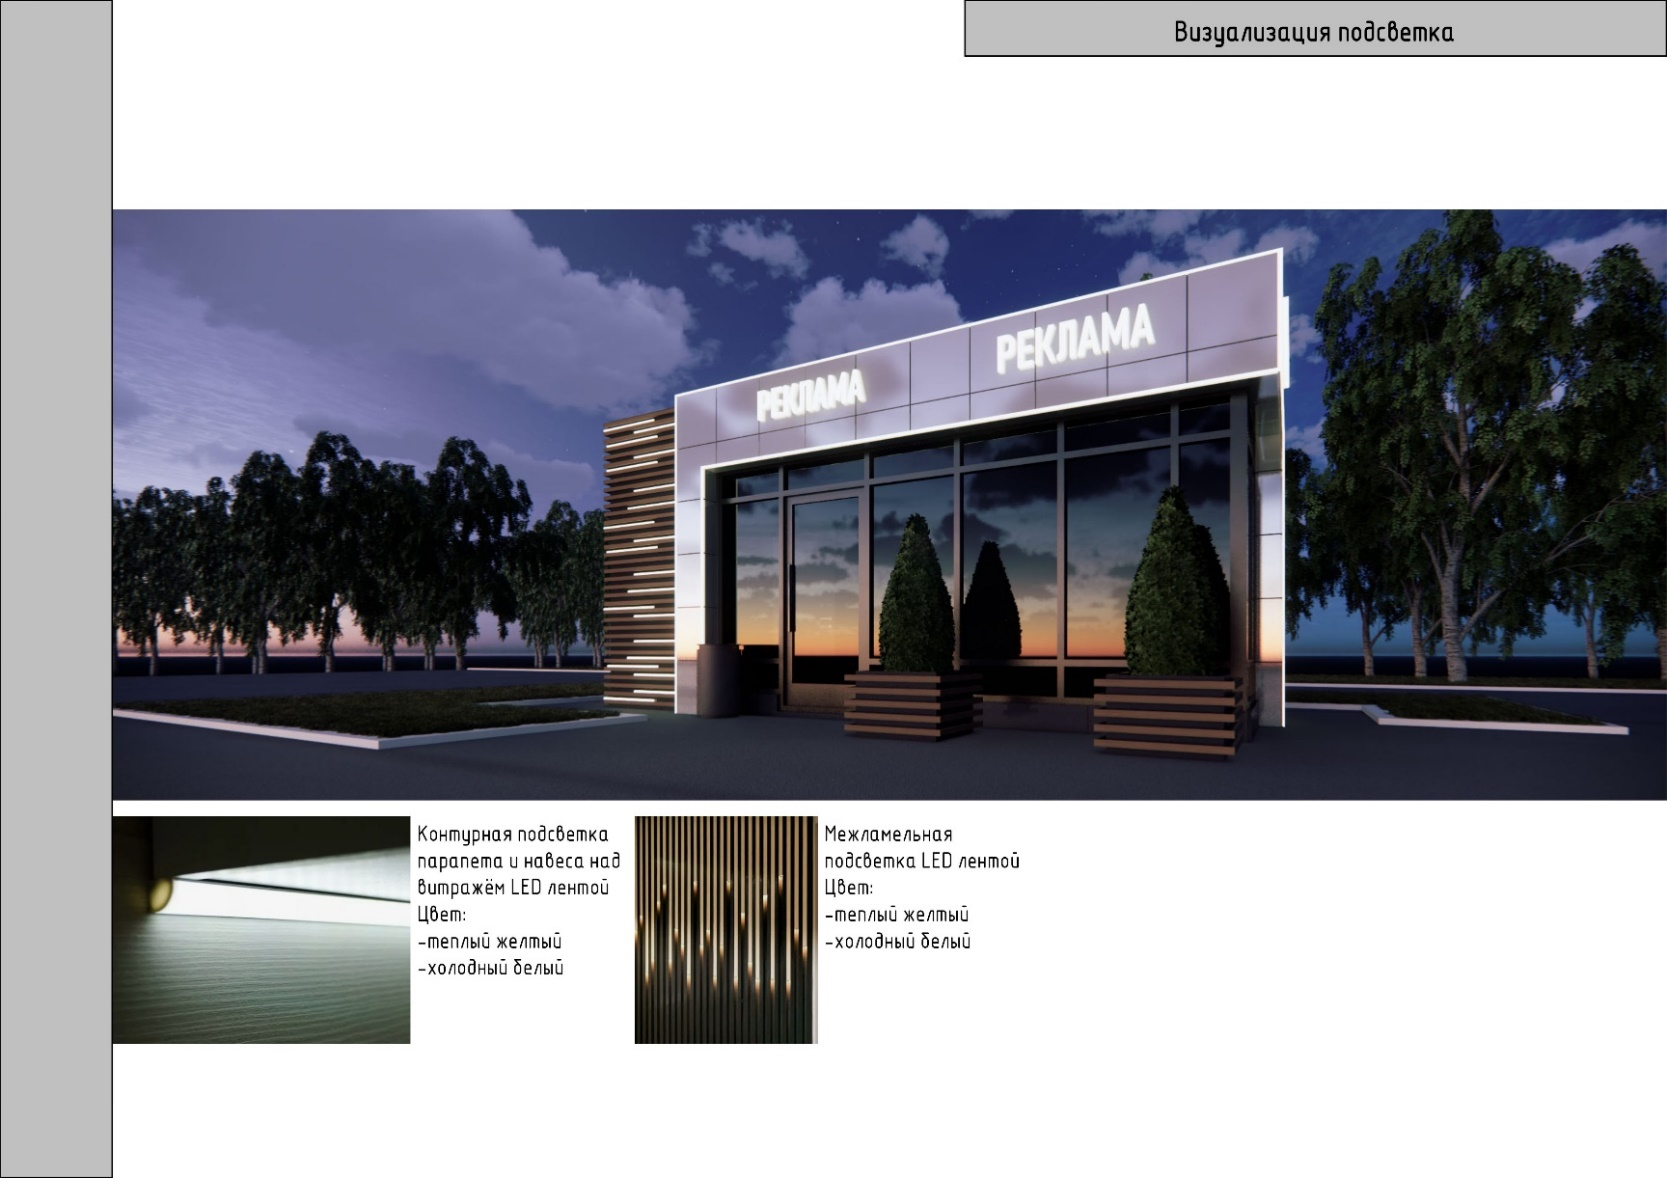 Визуализация подсветка
РЕКЛАМА
РЕКЛАМА
Контурная подсветка
парапета и навеса над
витражём LED лентой
Цвет:
-теплый желтый
-холодный белый
Межламельная
подсветка LED лентой
Цвет:
-теплый желтый
-холодный белый